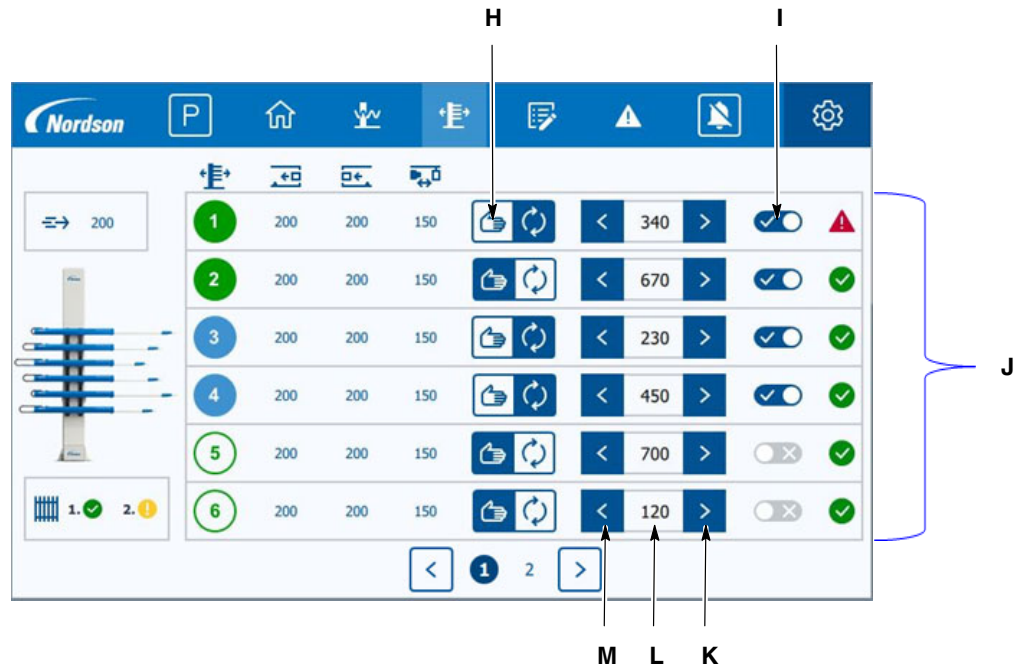 H I
Nordson P
200
1 200 200 150 340
2 200 200 150 670
3 200 200 150 230
4 200 200 150 450
5 200 200 150 700
6 200 200 150 120
1. 2.
1 2
J
M L K